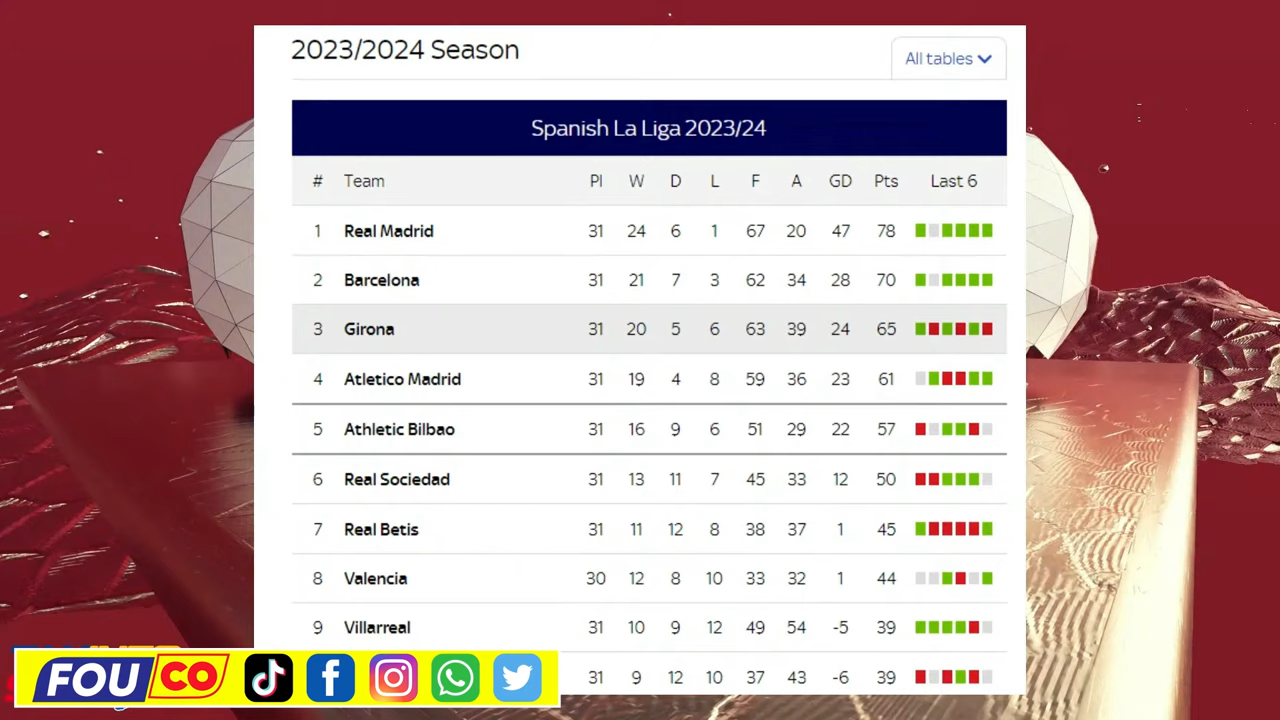 2023/2024 Season
All tables
Spanish La Liga 2023/24
# Team Pl W D L F A GD Pts Last 6
1 Real Madrid 31 24 6 1 67 20 47 78
2 Barcelona 31 21 7 3 62 34 28 70
3 Girona 31 20 5 6 63 39 24 65
4 Atletico Madrid 31 19 4 8 59 36 23 61
5 Athletic Bilbao 31 16 9 6 51 29 22 57
6 Real Sociedad 31 13 11 7 45 33 12 50
7 Real Betis 31 11 12 8 38 37 1 45
8 Valencia 30 12 8 10 33 32 1 44
9 Villarreal 31 10 9 12 49 54 -5 39
31 9 12 10 37 43 -6 39
FOUCO